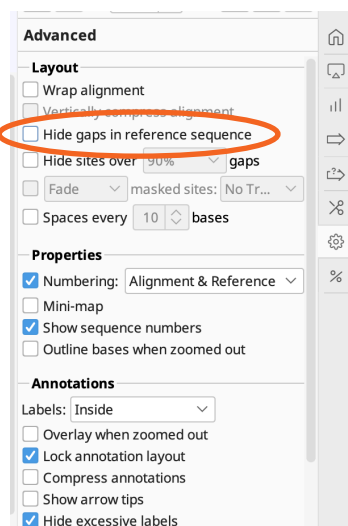 Advanced
Layout
Wrap alignment
Vertically compress alignment
Hide gaps in reference sequence
Hide sites over 90% gaps
Fade masked sites: No Tr...
Spaces every 10 bases
Properties
Numbering: Alignment & Reference
Mini-map
Show sequence numbers
Outline bases when zoomed out
Annotations
Labels: Inside
Overlay when zoomed out
Lock annotation layout
Compress annotations
Show arrow tips
Hide excessive labels
%